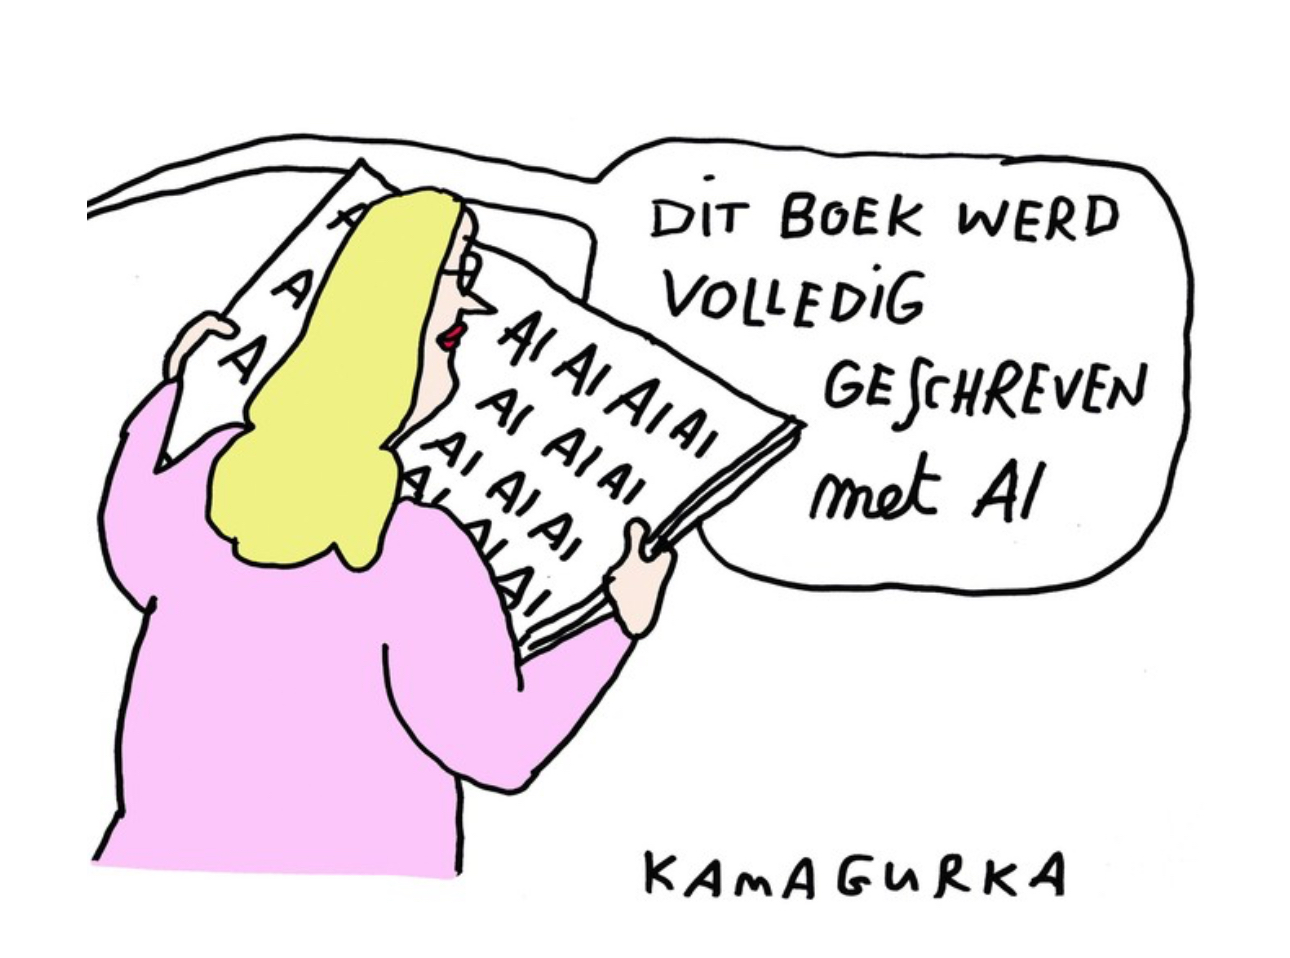 DIT BOEK WERD
VOLLEDIG
GESCHREVEN
met AI
A
A
A
AI AI AI AI
AI AI AI
AI AI AI
AI AI AI
KAMAGURKA